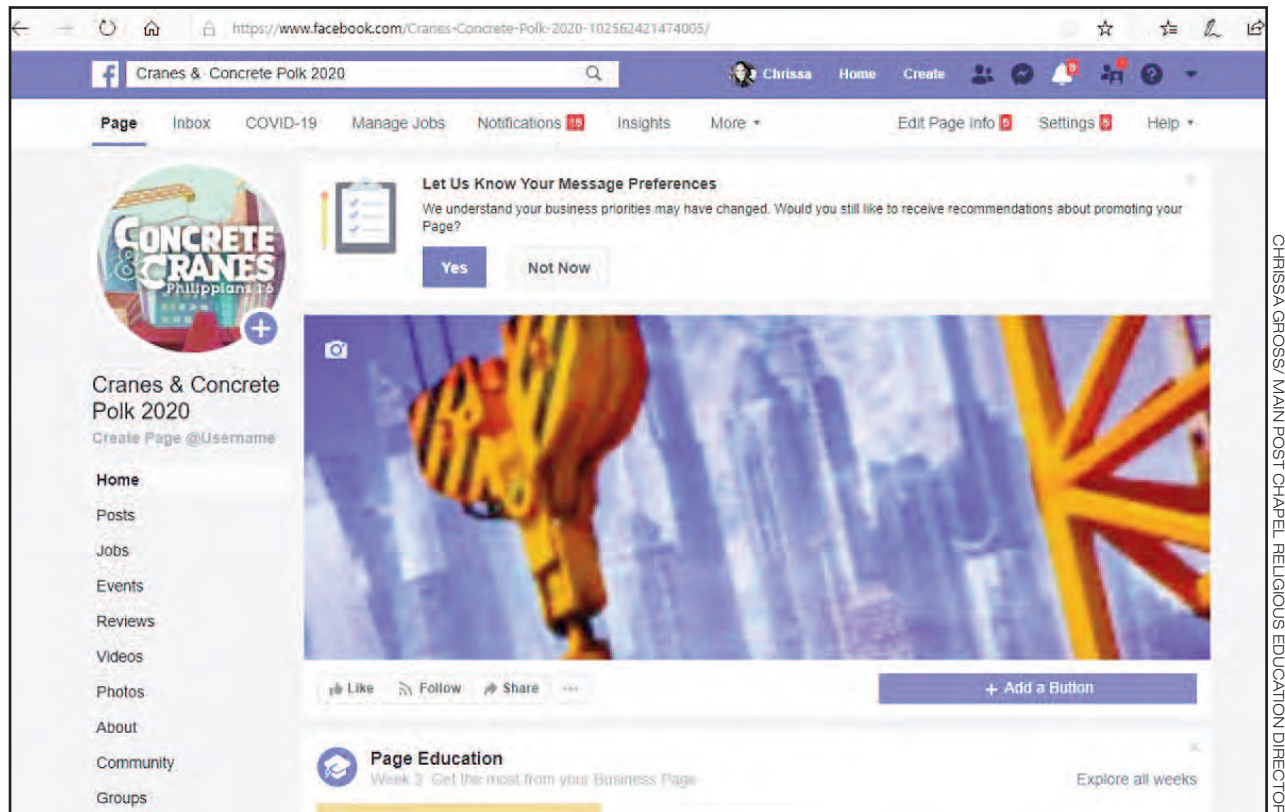 https://www.facebook.com/Cranes-Concrete-Polk-2020-102562421474005/
f Cranes & Concrete Polk 2020
Chrissa Home Create
Page Inbox COVID-19 Manage Jobs Notifications 15 Insights More Edit Page Info 5 Settings 5 Help
CONCRETE
& CRANES
Philippians 1:6
Let Us Know Your Message Preferences
We understand your business priorities may have changed. Would you still like to receive recommendations about promoting your
Page?
Yes Not Now
Cranes & Concrete
Polk 2020
Create Page @Username
Home
Posts
Jobs
Events
Reviews
Videos
Photos
About
Community
Groups
Like Follow Share ...
+ Add a Button
Page Education
Week 3 Get the most from your Business Page
Explore all weeks
CHRISSA GROSS/ MAIN POST CHAPEL RELIGIOUS EDUCATION DIRECTOR